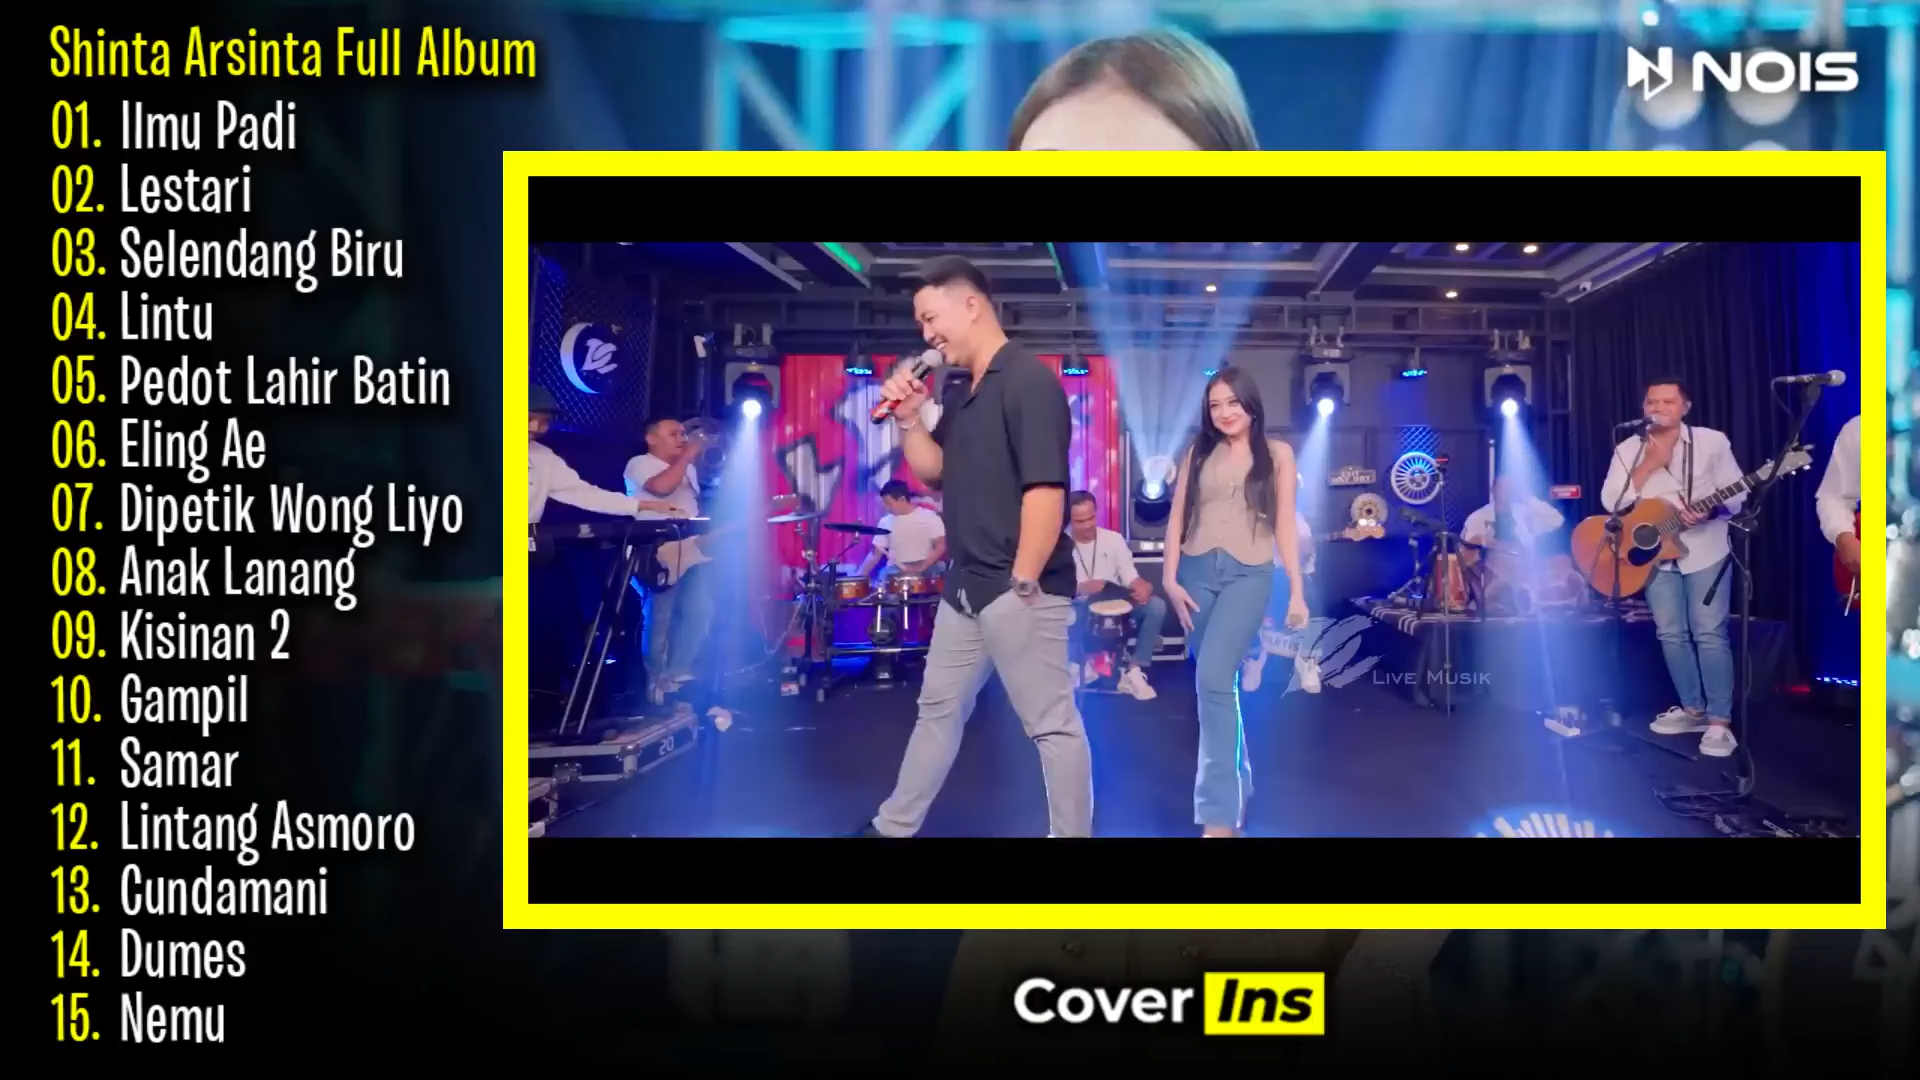 Shinta Arsinta Full Album
01. Ilmu Padi
02. Lestari
03. Selendang Biru
04. Lintu
05. Pedot Lahir Batin
06. Eling Ae
07. Dipetik Wong Liyo
08. Anak Lanang
09. Kisinan 2
10. Gampil
11. Samar
12. Lintang Asmoro
13. Cundamani
14. Dumes
15. Nemu
NOIS
20
Live Musik
Cover Ins